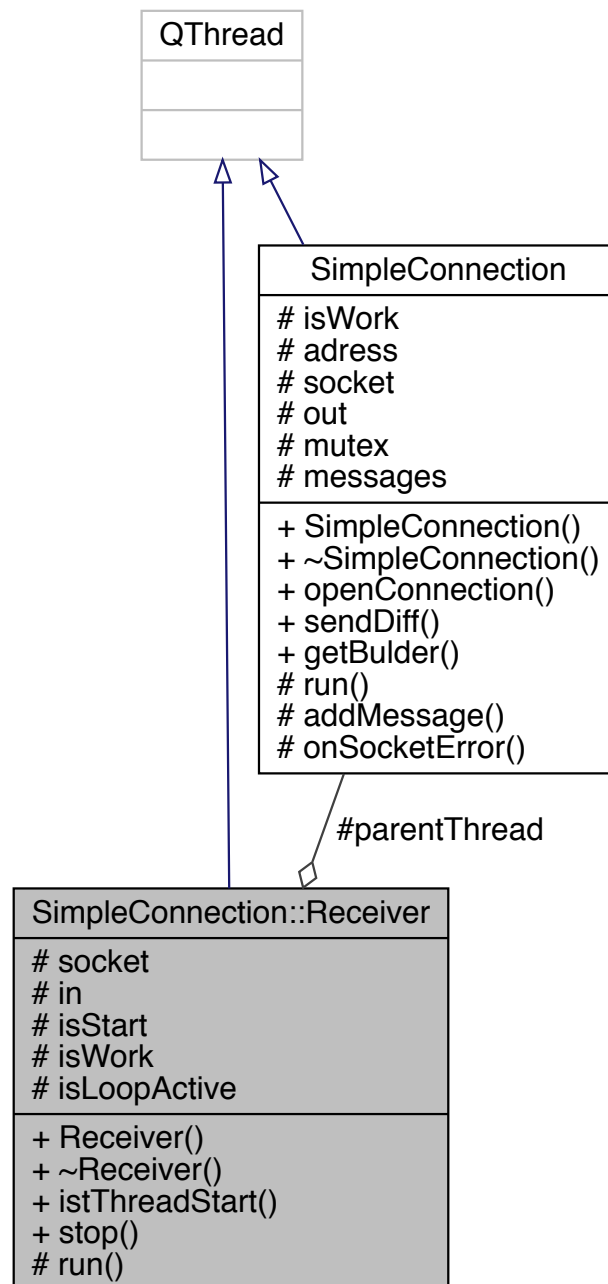 QThread
SimpleConnection
# isWork
# adress
# socket
# out
# mutex
# messages
+ SimpleConnection()
+ ~SimpleConnection()
+ openConnection()
+ sendDiff()
+ getBulder()
# run()
# addMessage()
# onSocketError()
#parentThread
SimpleConnection::Receiver
# socket
# in
# isStart
# isWork
# isLoopActive
+ Receiver()
+ ~Receiver()
+ istThreadStart()
+ stop()
# run()